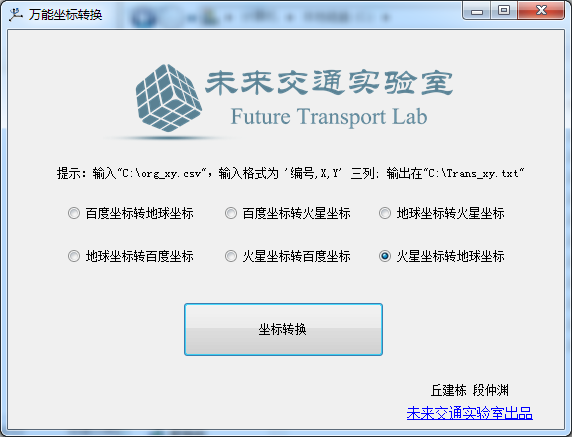 万能坐标转换
未来交通实验室
Future Transport Lab
提示：输入"C:\org_xy.csv"，输入格式为 '编号,X,Y' 三列；输出在"C:\Trans_xy.txt"
百度坐标转地球坐标 百度坐标转火星坐标 地球坐标转火星坐标
地球坐标转百度坐标 火星坐标转百度坐标 火星坐标转地球坐标
坐标转换
丘建栋 段仲渊
未来交通实验室出品